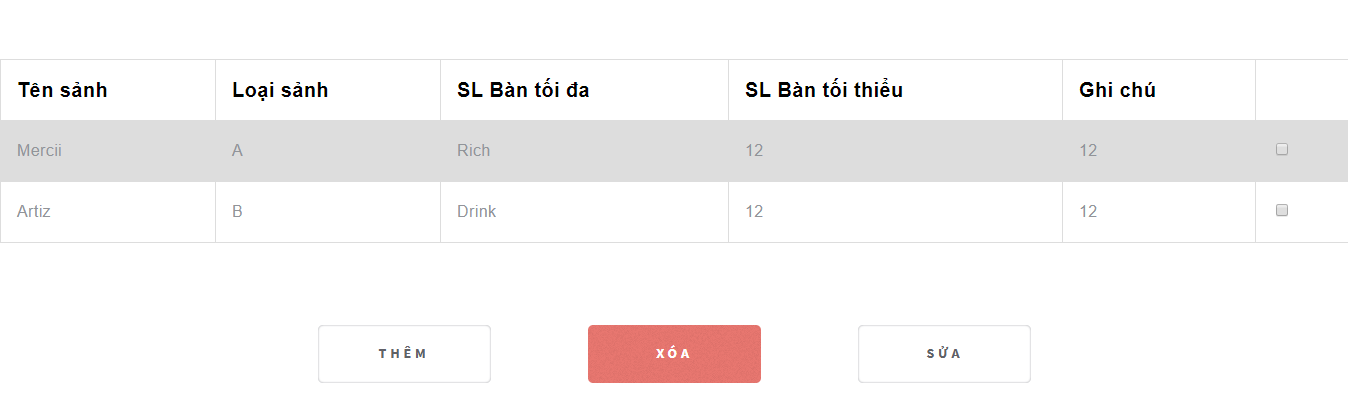 Tên sảnh Loại sảnh SL Bàn tối đa SL Bàn tối thiểu Ghi chú
Mercii A Rich 12 12
Artiz B Drink 12 12
THÊM XÓA SỬA